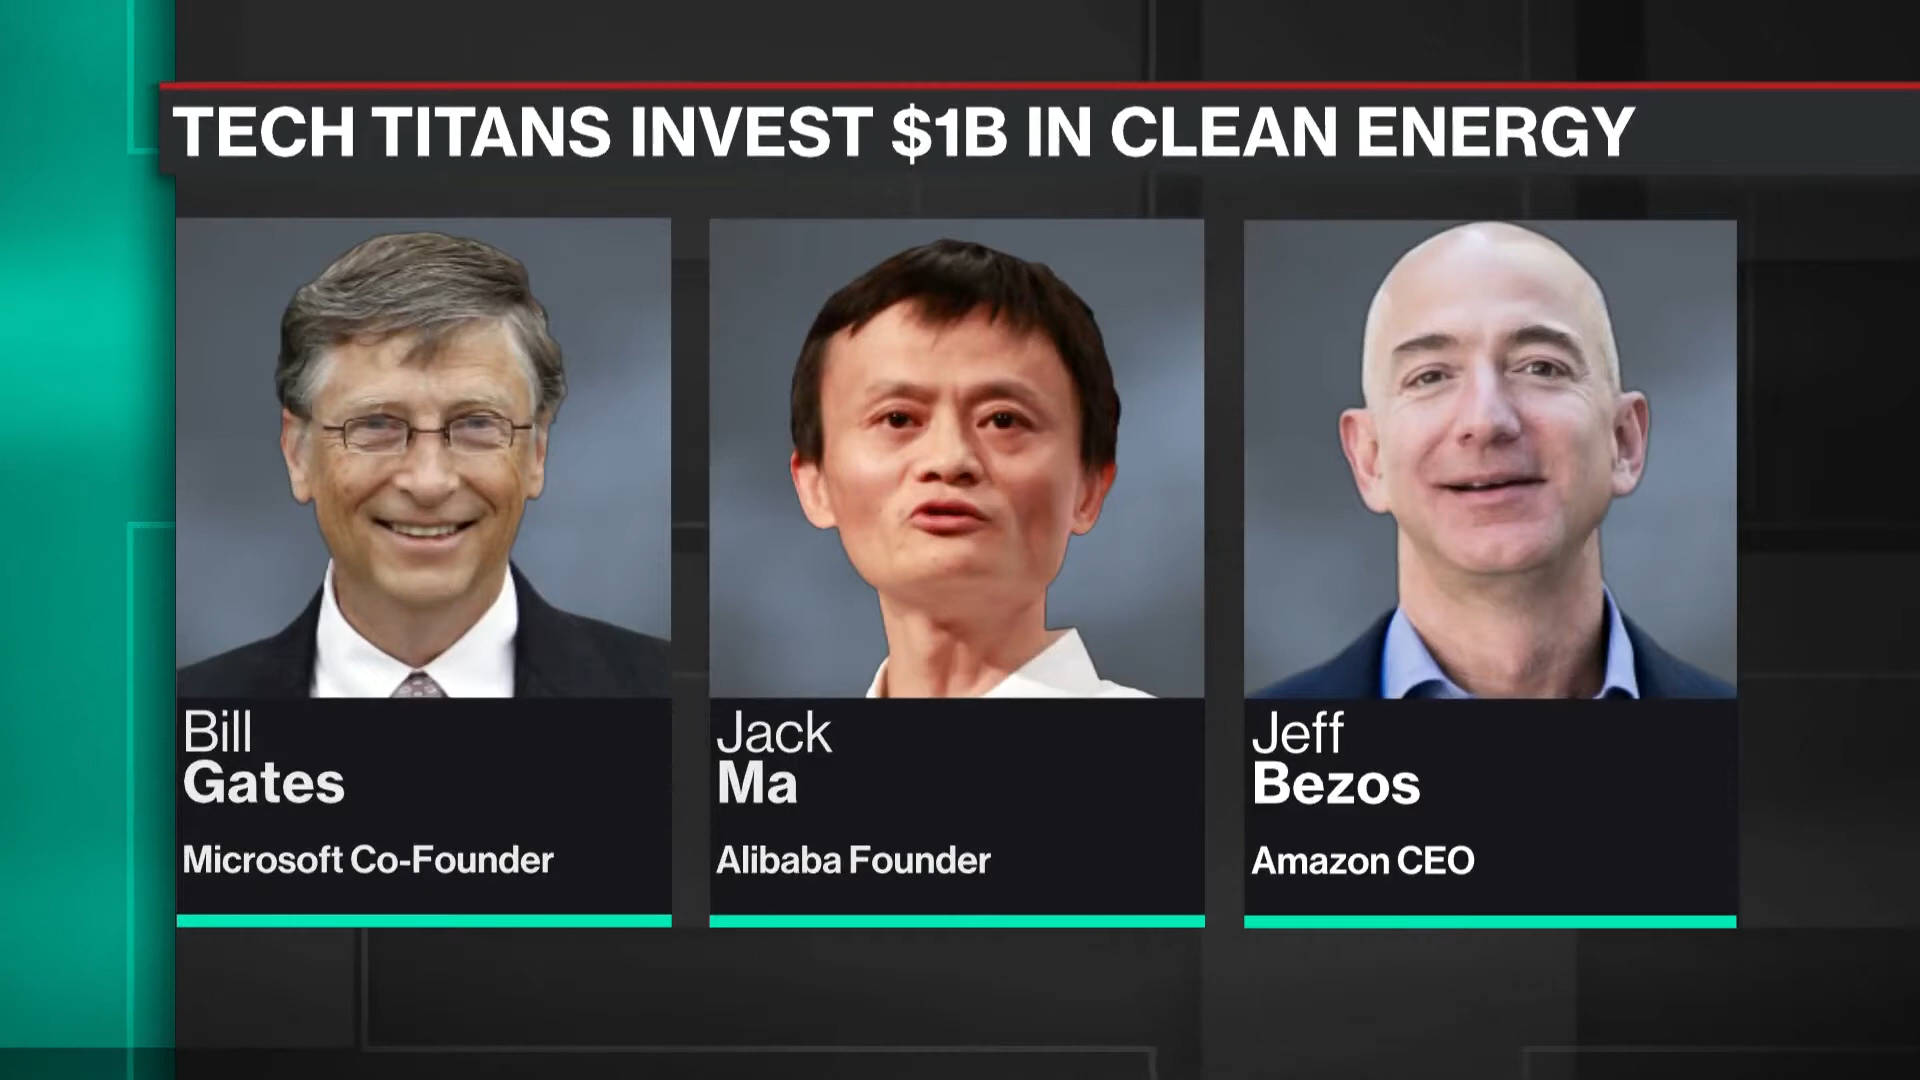 TECH TITANS INVEST $1B IN CLEAN ENERGY
Bill
Gates
Microsoft Co-Founder
Jack
Ma
Alibaba Founder
Jeff
Bezos
Amazon CEO